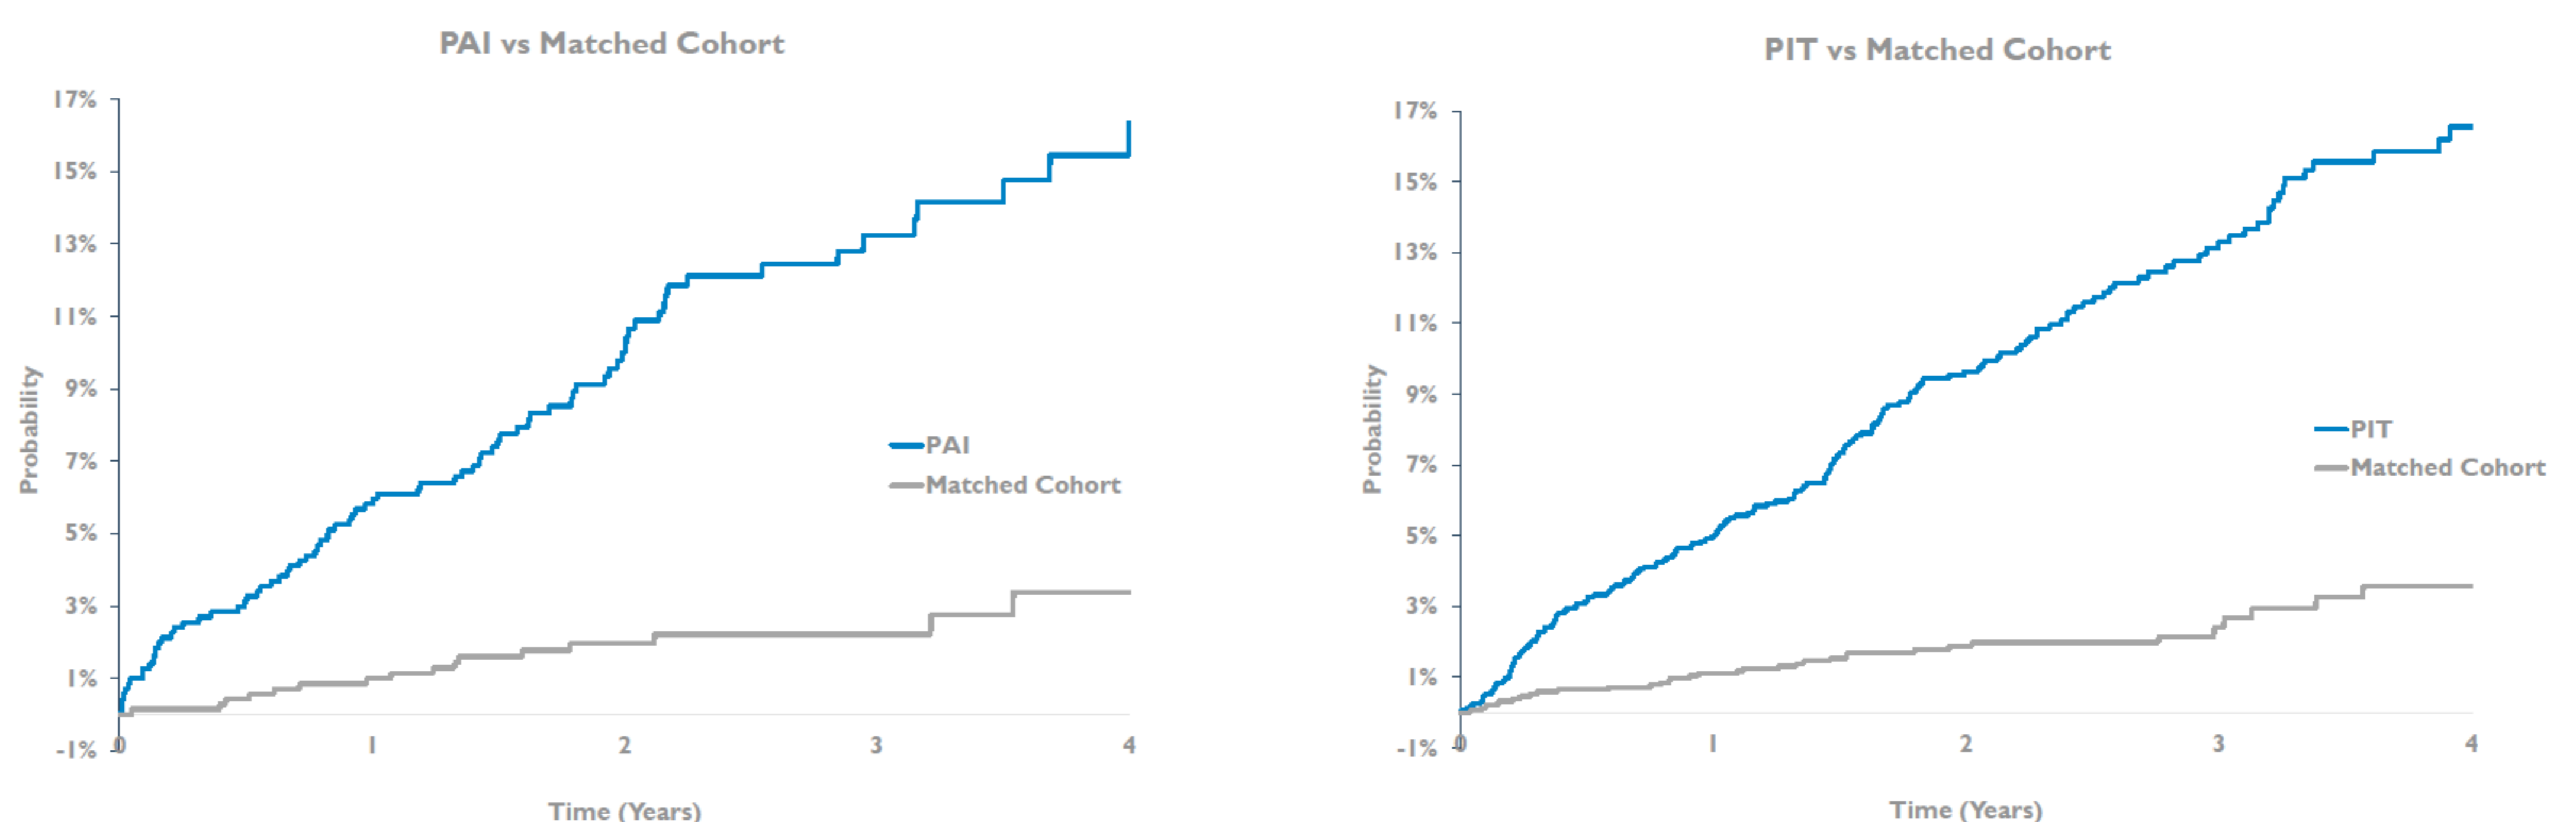 PAI vs Matched Cohort
17%
15%
13%
11%
9%
7%
5%
3%
1%
-1%
Probability
0 1 2 3 4
Time (Years)
PAI
Matched Cohort
PIT vs Matched Cohort
17%
15%
13%
11%
9%
7%
5%
3%
1%
-1%
Probability
0 1 2 3 4
Time (Years)
PIT
Matched Cohort